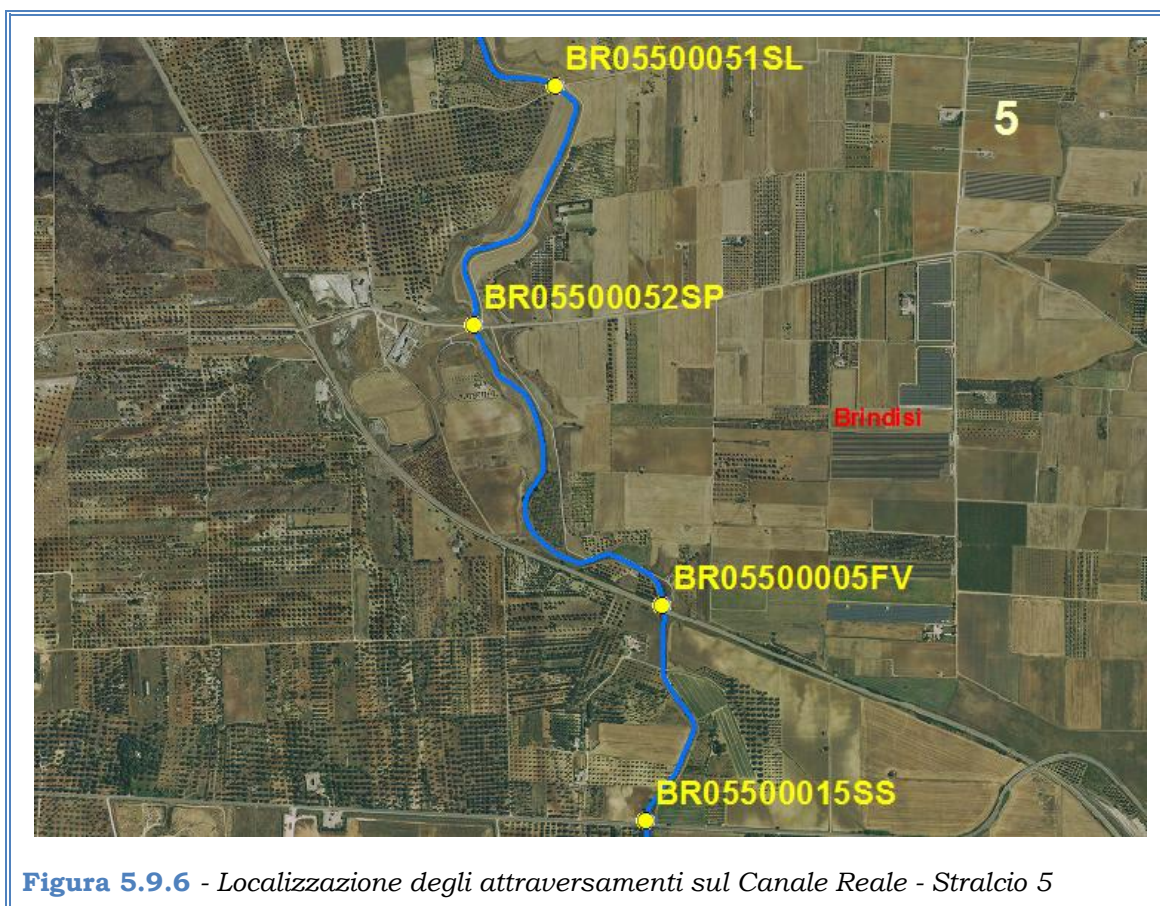 BR05500051SL
5
BR05500052SP
Brindisi
BR05500005FV
BR05500015SS
Figura 5.9.6 - Localizzazione degli attraversamenti sul Canale Reale - Stralcio 5